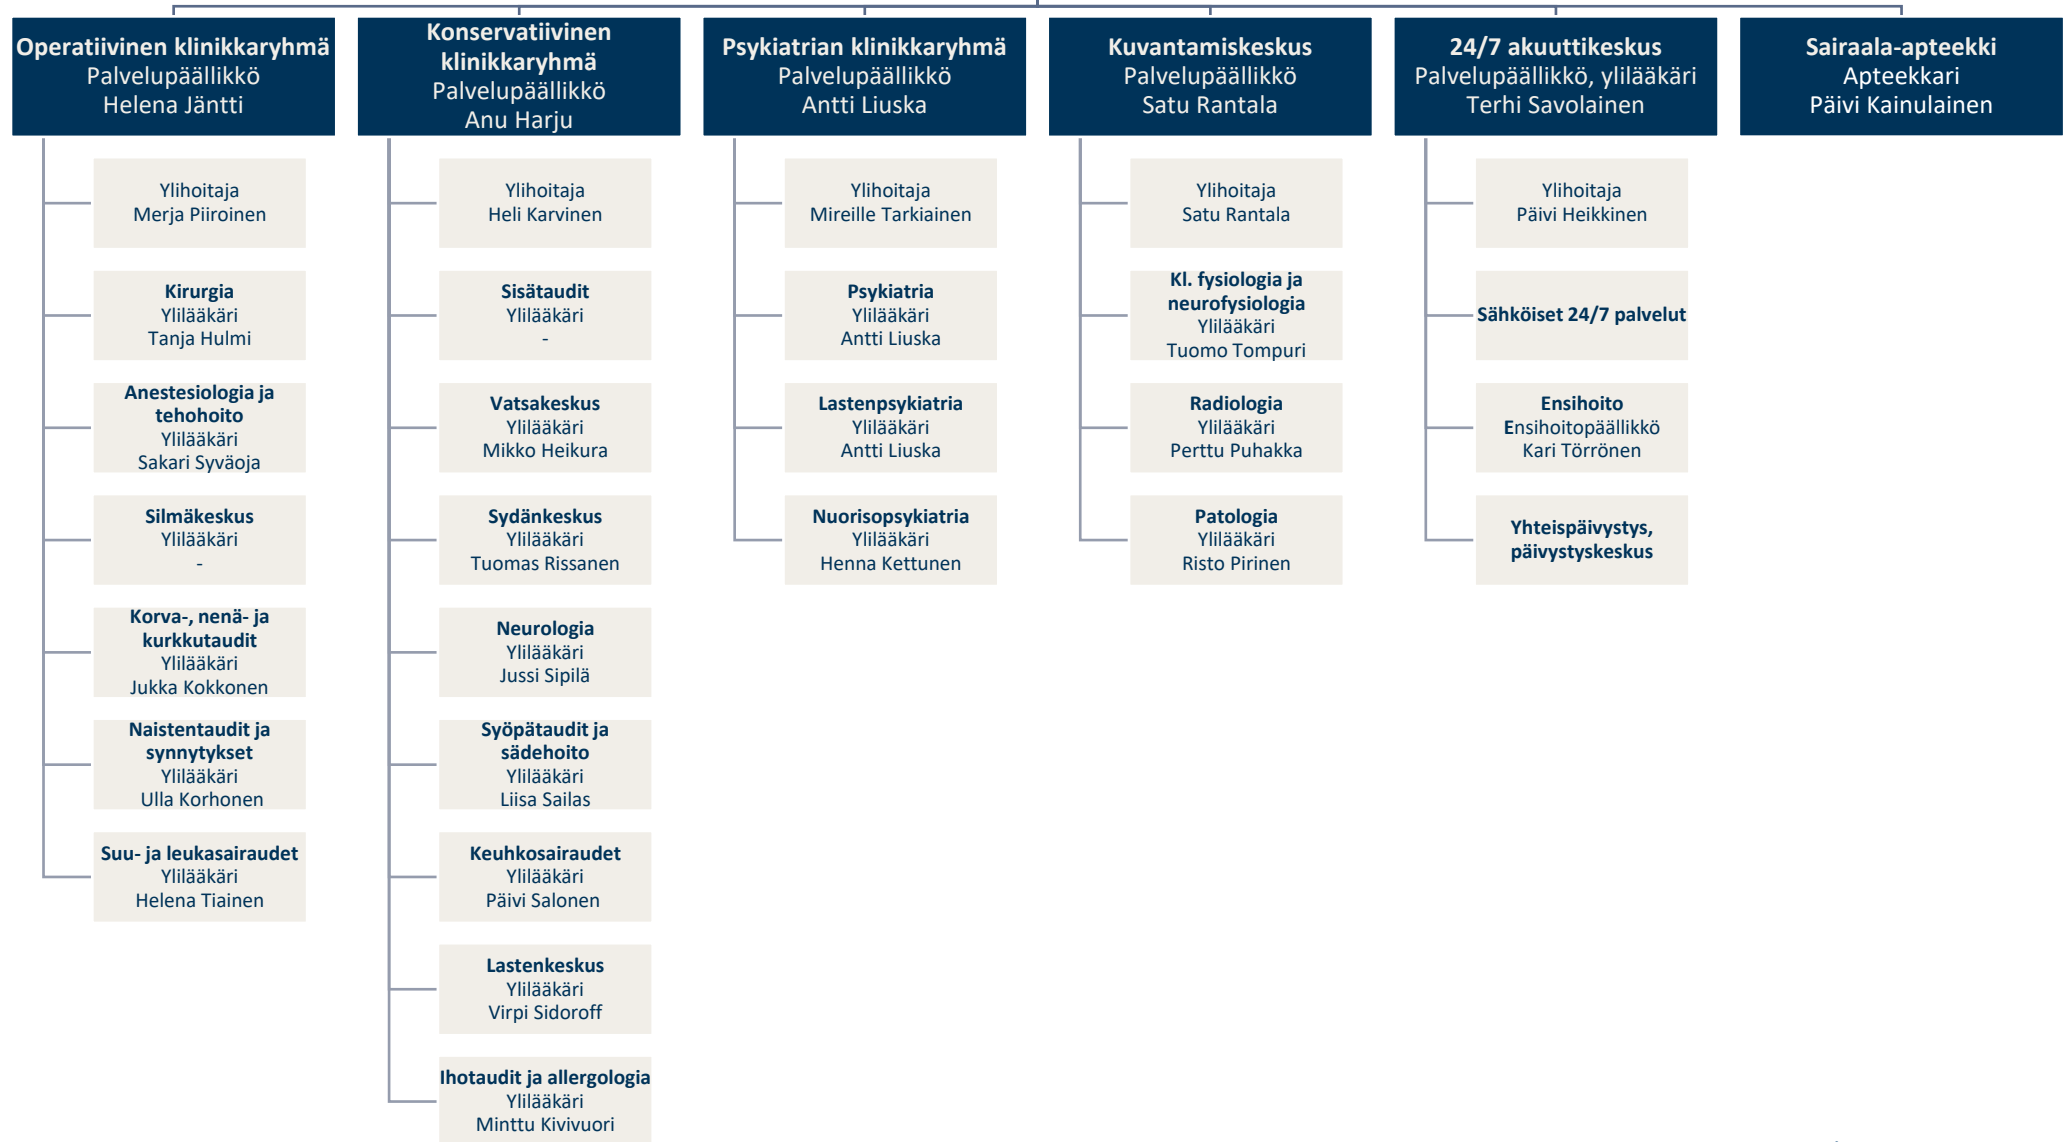 Operatiivinen klinikkaryhmä
Palvelupäällikkö
Helena Jäntti
Ylihoitaja
Merja Piiroinen
Kirurgia
Ylilääkäri
Tanja Hulmi
Anestesiologia ja
tehohoito
Ylilääkäri
Sakari Syväoja
Silmäkeskus
Ylilääkäri
-
Korva-, nenä- ja
kurkkutaudit
Ylilääkäri
Jukka Kokkonen
Naistentaudit ja
synnytykset
Ylilääkäri
Ulla Korhonen
Suu- ja leukasairaudet
Ylilääkäri
Helena Tiainen
Konservatiivinen
klinikkaryhmä
Palvelupäällikkö
Anu Harju
Ylihoitaja
Heli Karvinen
Sisätaudit
Ylilääkäri
-
Vatsakeskus
Ylilääkäri
Mikko Heikura
Sydänkeskus
Ylilääkäri
Tuomas Rissanen
Neurologia
Ylilääkäri
Jussi Sipilä
Syöpätaudit ja
sädehoito
Ylilääkäri
Liisa Sailas
Keuhkosairaudet
Ylilääkäri
Päivi Salonen
Lastenkeskus
Ylilääkäri
Virpi Sidoroff
Ihotaudit ja allergologia
Ylilääkäri
Minttu Kivivuori
Psykiatrian klinikkaryhmä
Palvelupäällikkö
Antti Liuska
Ylihoitaja
Mireille Tarkiainen
Psykiatria
Ylilääkäri
Antti Liuska
Lastenpsykiatria
Ylilääkäri
Antti Liuska
Nuorisopsykiatria
Ylilääkäri
Henna Kettunen
Kuvantamiskeskus
Palvelupäällikkö
Satu Rantala
Ylihoitaja
Satu Rantala
Kl. fysiologia ja
neurofysiologia
Ylilääkäri
Tuomo Tompuri
Radiologia
Ylilääkäri
Perttu Puhakka
Patologia
Ylilääkäri
Risto Pirinen
24/7 akuuttikeskus
Palvelupäällikkö, ylilääkäri
Terhi Savolainen
Ylihoitaja
Päivi Heikkinen
Sähköiset 24/7 palvelut
Ensihoito
Ensihoitopäällikkö
Kari Törrönen
Yhteispäivystys,
päivystyskeskus
Sairaala-apteekki
Apteekkari
Päivi Kainulainen